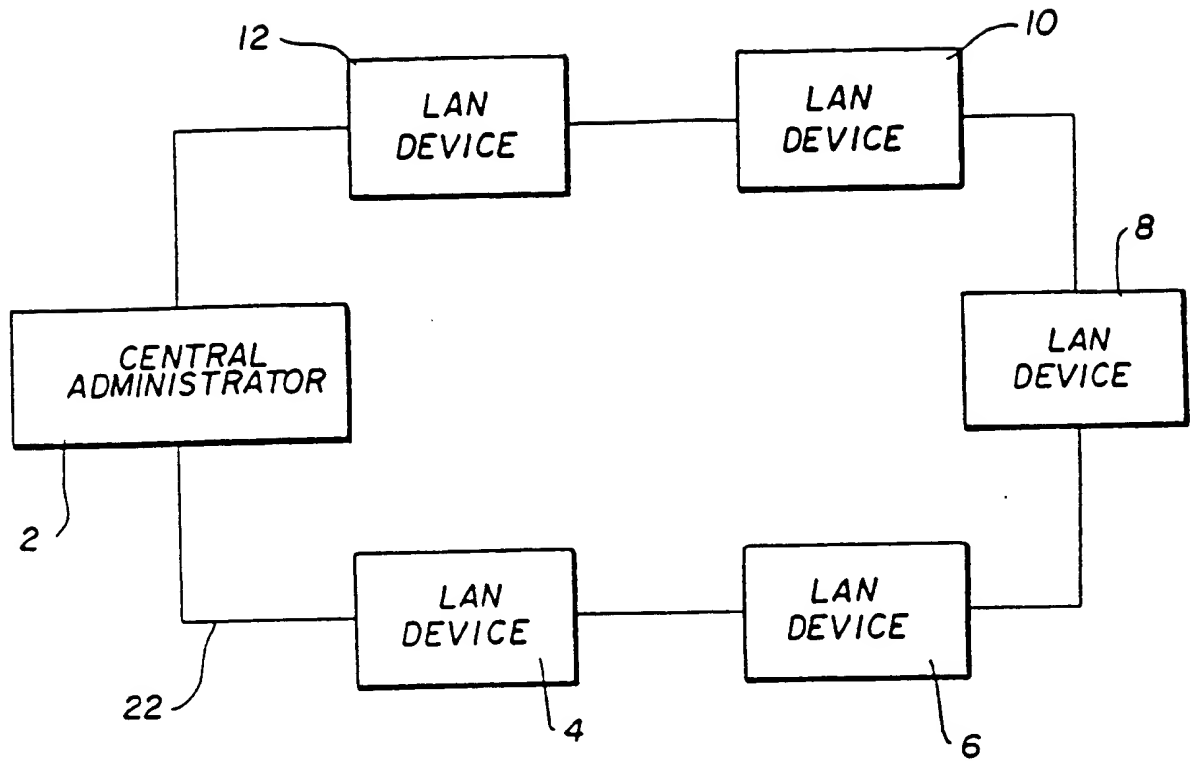 12
LAN
DEVICE
10
LAN
DEVICE
8
LAN
DEVICE
CENTRAL
ADMINISTRATOR
2
22
LAN
DEVICE
4
LAN
DEVICE
6